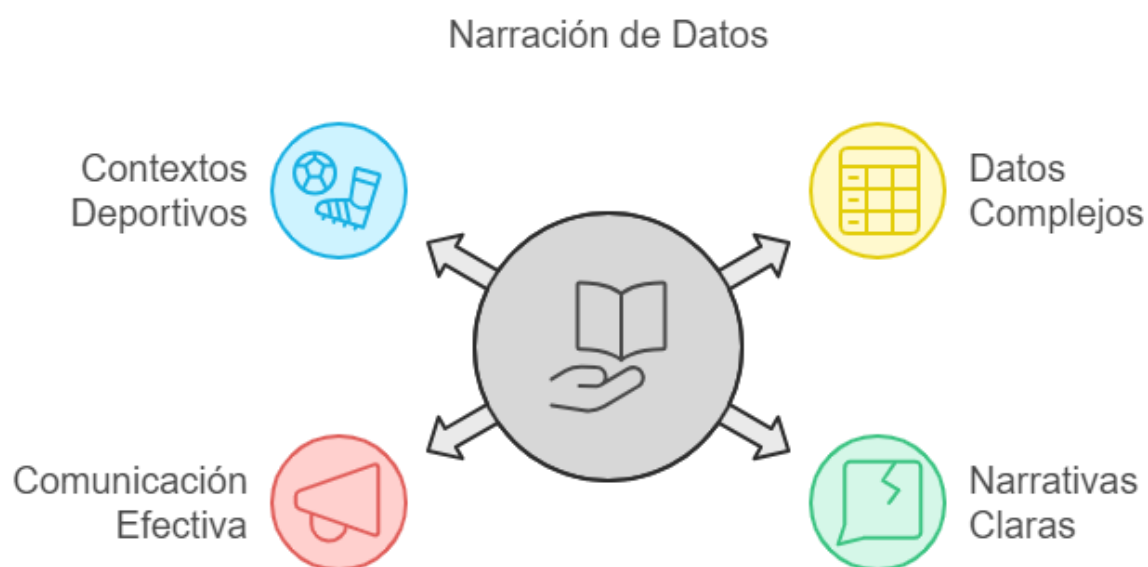 Narración de Datos
Contextos
Deportivos
Datos
Complejos
Comunicación
Efectiva
Narrativas
Claras